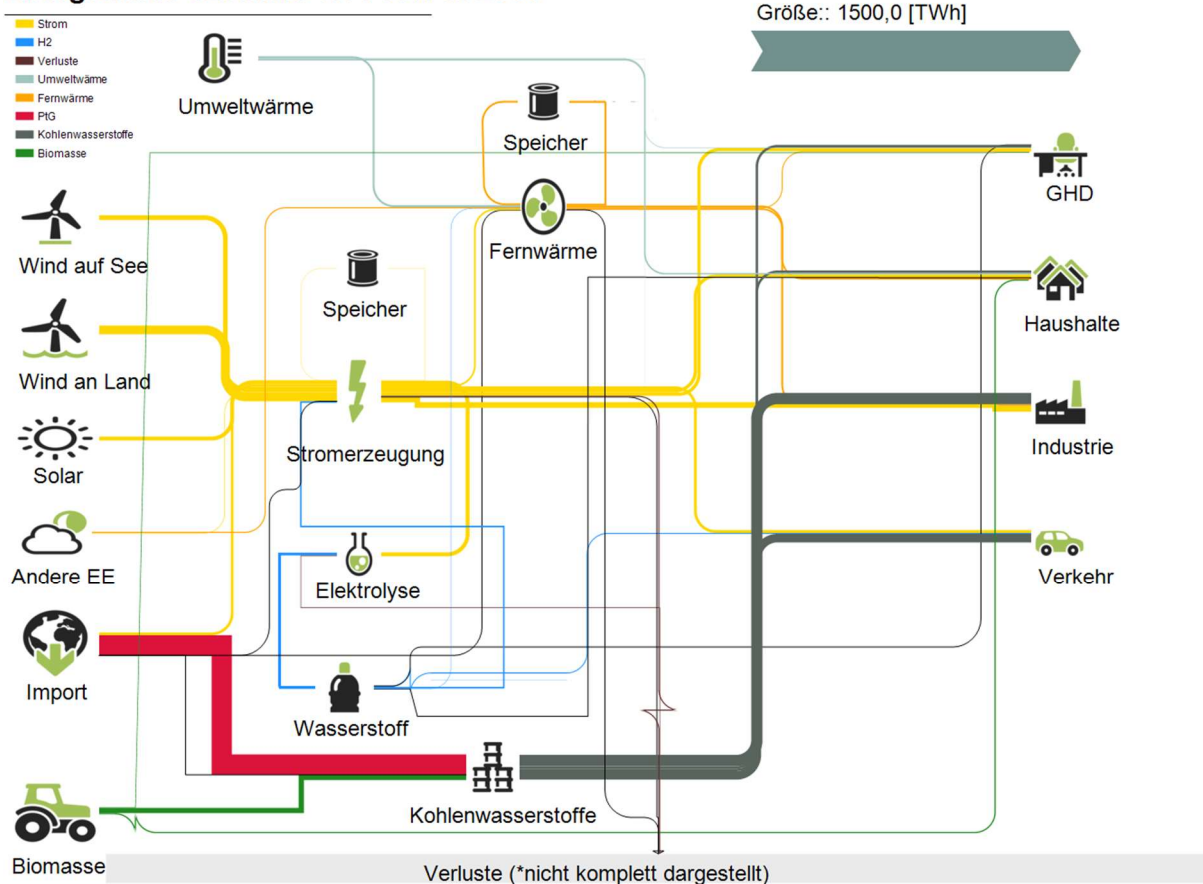 Größe:: 1500,0 [TWh]
Strom
H2
Verluste
Umweltwärme
Fernwärme
PtG
Kohlenwasserstoffe
Biomasse
Umweltwärme
Speicher
GHD
Fernwärme
Wind auf See
Speicher
Haushalte
Wind an Land
Stromerzeugung
Industrie
Solar
Andere EE
Elektrolyse
Verkehr
Import
Wasserstoff
Kohlenwasserstoffe
Biomasse
Verluste (*nicht komplett dargestellt)